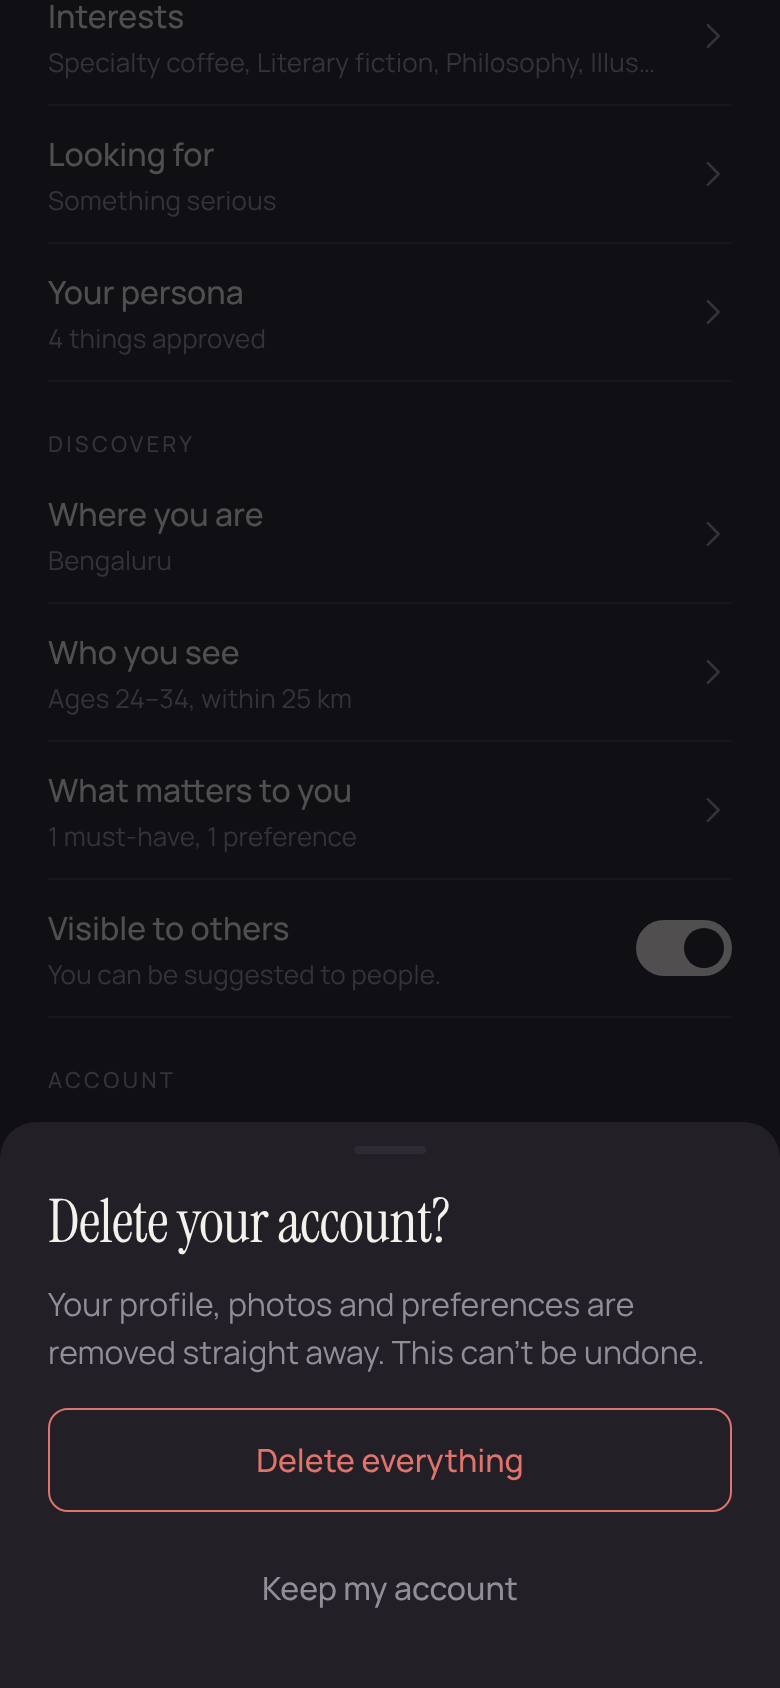 Interests
Specialty coffee, Literary fiction, Philosophy, Illus...
Looking for
Something serious
Your persona
4 things approved
DISCOVERY
Where you are
Bengaluru
Who you see
Ages 24–34, within 25 km
What matters to you
1 must-have, 1 preference
Visible to others
You can be suggested to people.
ACCOUNT
Delete your account?
Your profile, photos and preferences are
removed straight away. This can’t be undone.
Delete everything
Keep my account